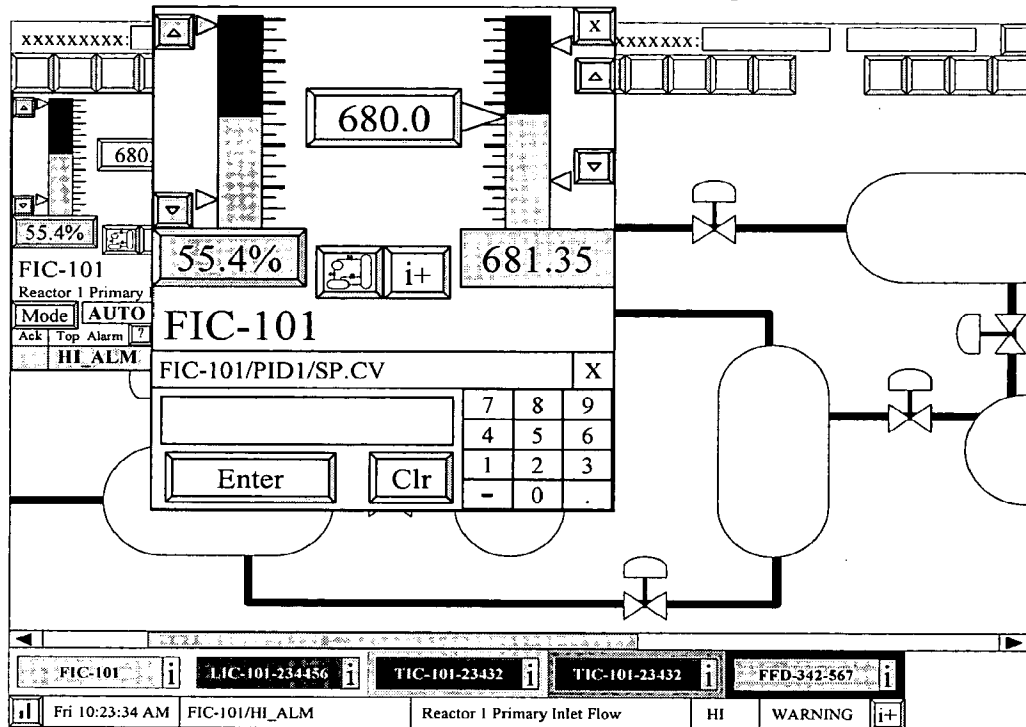 xxxxxxxxx:
X
xxxxxxx:
680.0
680.
55.4%
55.4%
i+
681.35
FIC-101
Reactor 1 Primary
Mode
AUTO
Ack
Top Alarm
?
HI_ALM
FIC-101
FIC-101/PID1/SP.CV
X
7 8 9
4 5 6
1 2 3
- 0 .
Enter
Clr
FIC-101
i
LIC-101-234456
i
TIC-101-23432
i
TIC-101-23432
i
FFD-342-567
i
Fri 10:23:34 AM
FIC-101/HI_ALM
Reactor 1 Primary Inlet Flow
HI
WARNING
i+